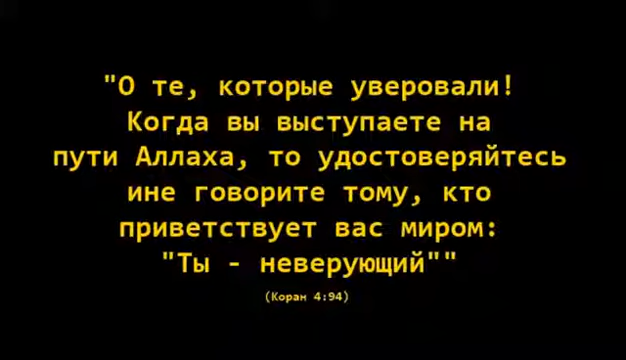 "О те, которые уверовали!
Когда вы выступаете на
пути Аллаха, то удостоверяйтесь
ине говорите тому, кто
приветствует вас миром:
"Ты - неверующий""
(Коран 4:94)